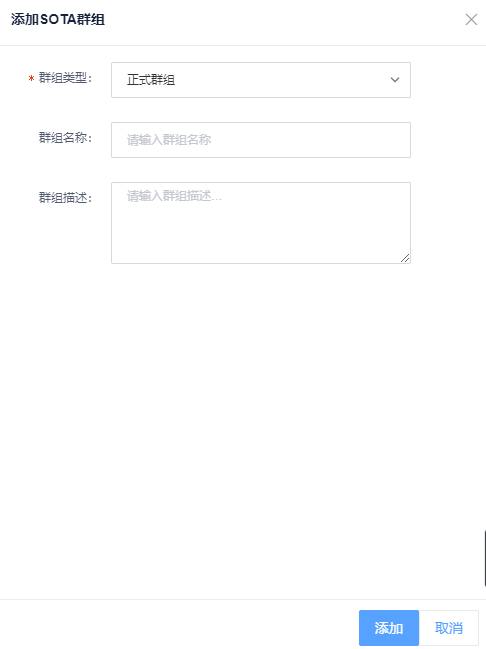 添加SOTA群组
* 群组类型： 正式群组
群组名称： 请输入群组名称
群组描述： 请输入群组描述...
添加 取消